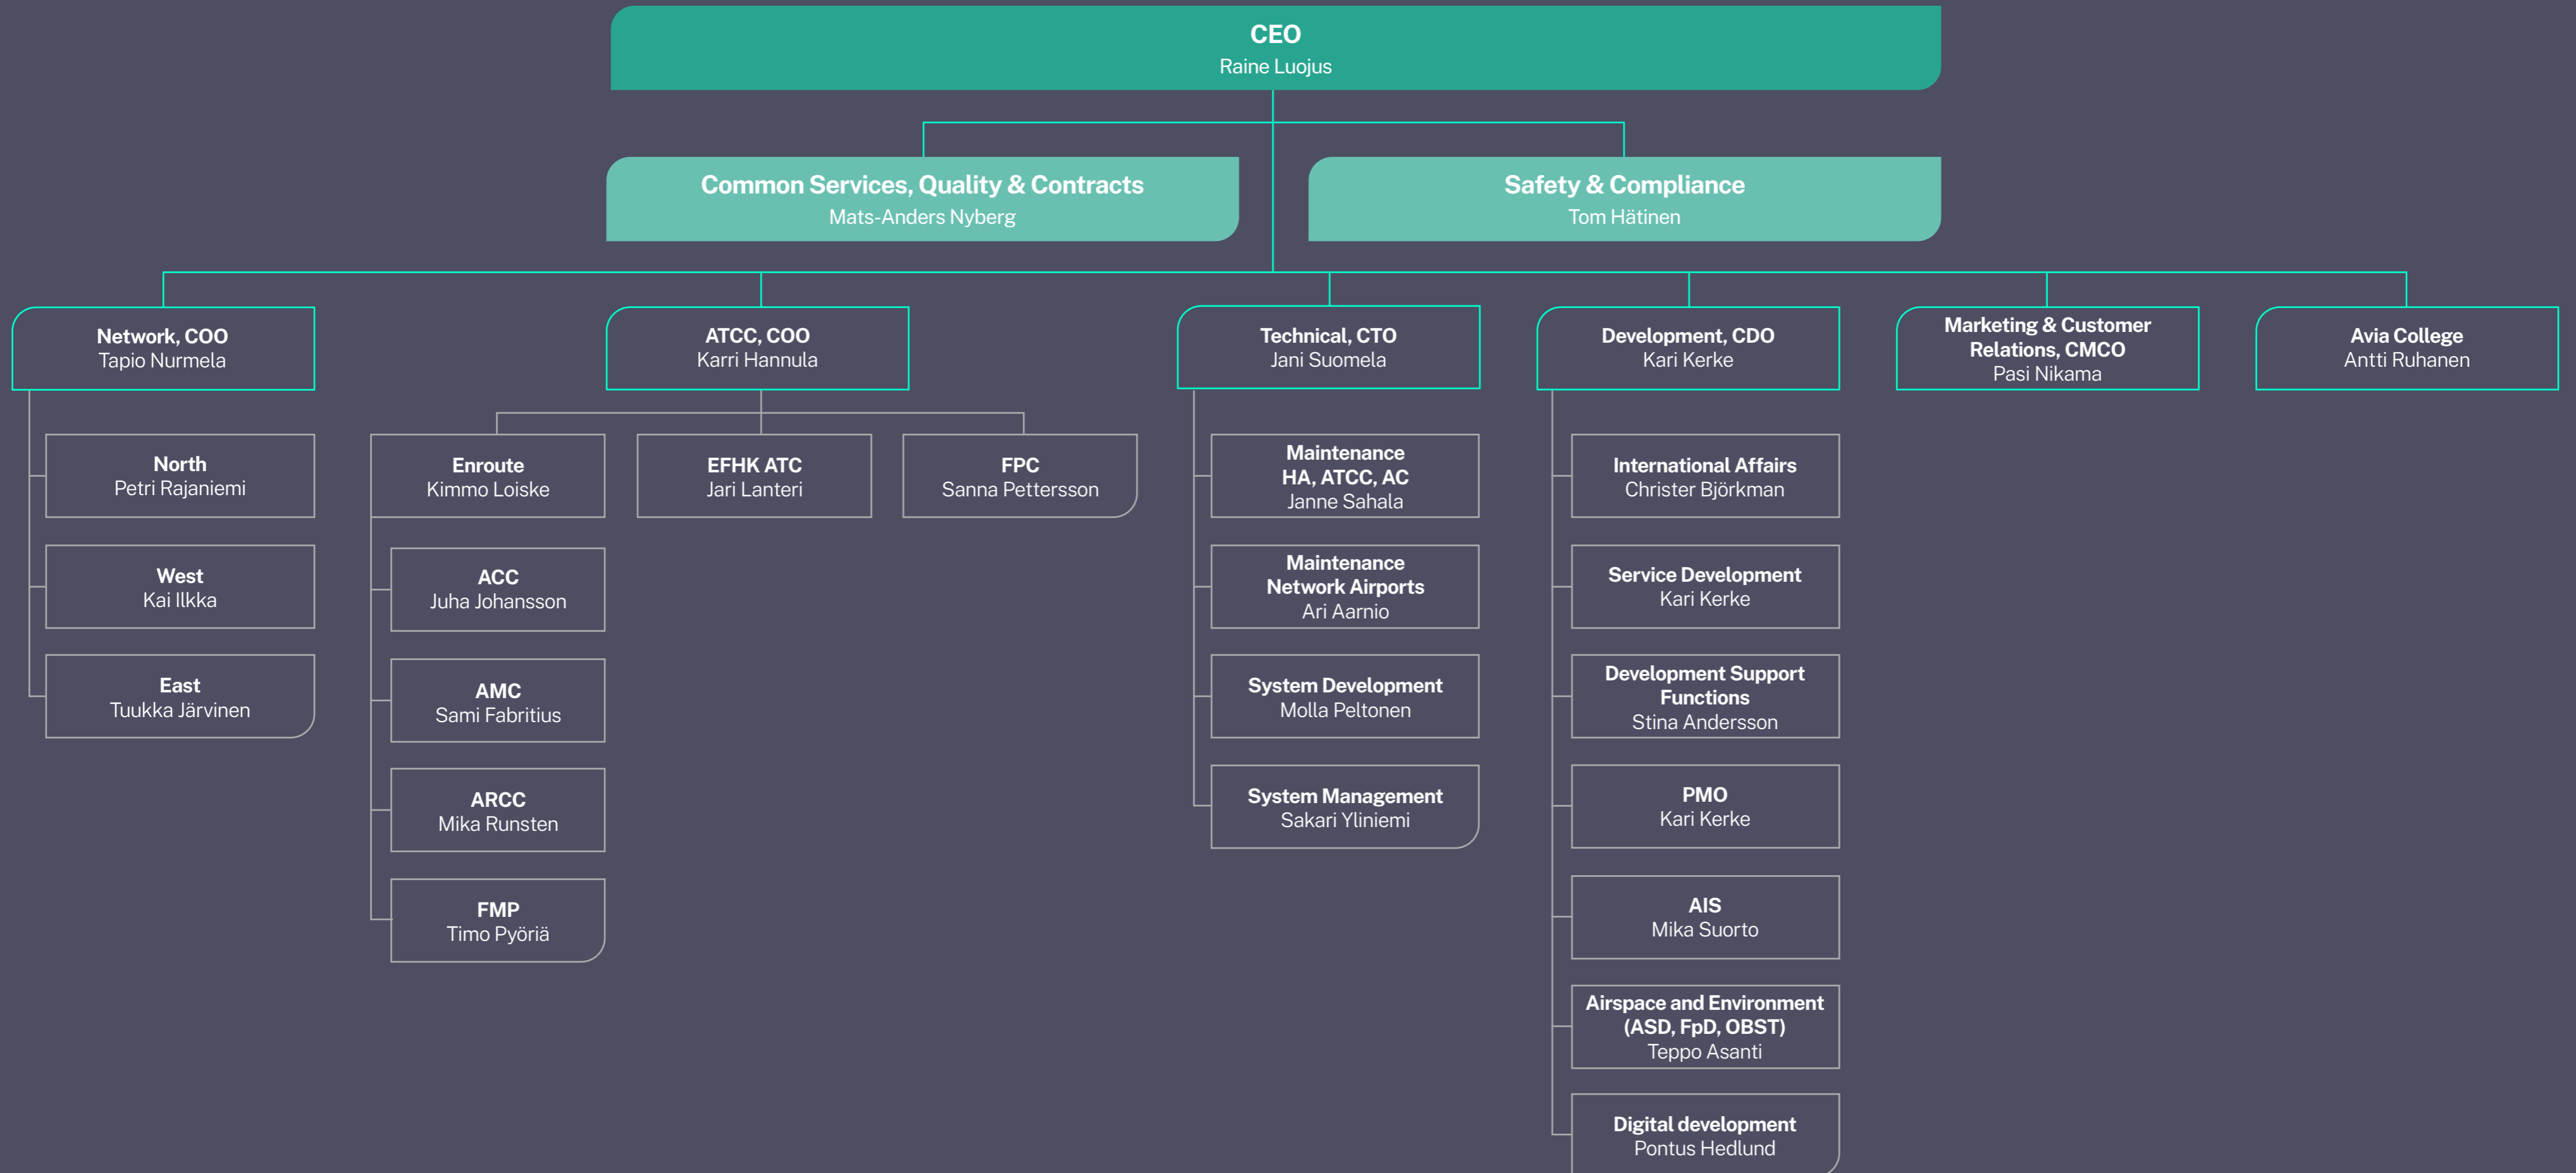 CEO
Raine Luojus
Common Services, Quality & Contracts
Mats-Anders Nyberg
Safety & Compliance
Tom Hätinen
Network, COO
Tapio Nurmela
North
Petri Rajaniemi
West
Kai Ilkka
East
Tuukka Järvinen
ATCC, COO
Karri Hannula
Enroute
Kimmo Loiske
ACC
Juha Johansson
AMC
Sami Fabritius
ARCC
Mika Runsten
FMP
Timo Pyöriä
EFHK ATC
Jari Lanteri
FPC
Sanna Pettersson
Technical, CTO
Jani Suomela
Maintenance
HA, ATCC, AC
Janne Sahala
Maintenance
Network Airports
Ari Aarnio
System Development
Molla Peltonen
System Management
Sakari Yliniemi
Development, CDO
Kari Kerke
International Affairs
Christer Björkman
Service Development
Kari Kerke
Development Support
Functions
Stina Andersson
PMO
Kari Kerke
AIS
Mika Suorto
Airspace and Environment
(ASD, FpD, OBST)
Teppo Asanti
Digital development
Pontus Hedlund
Marketing & Customer
Relations, CMCO
Pasi Nikama
Avia College
Antti Ruhanen